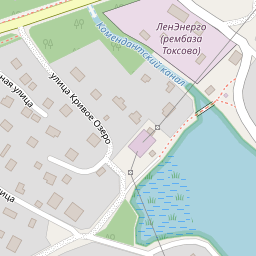 ЛенЭнерго
(рембаза
Токсово)
Комендантский канал
улица Кривое Озеро
ная улица
ица